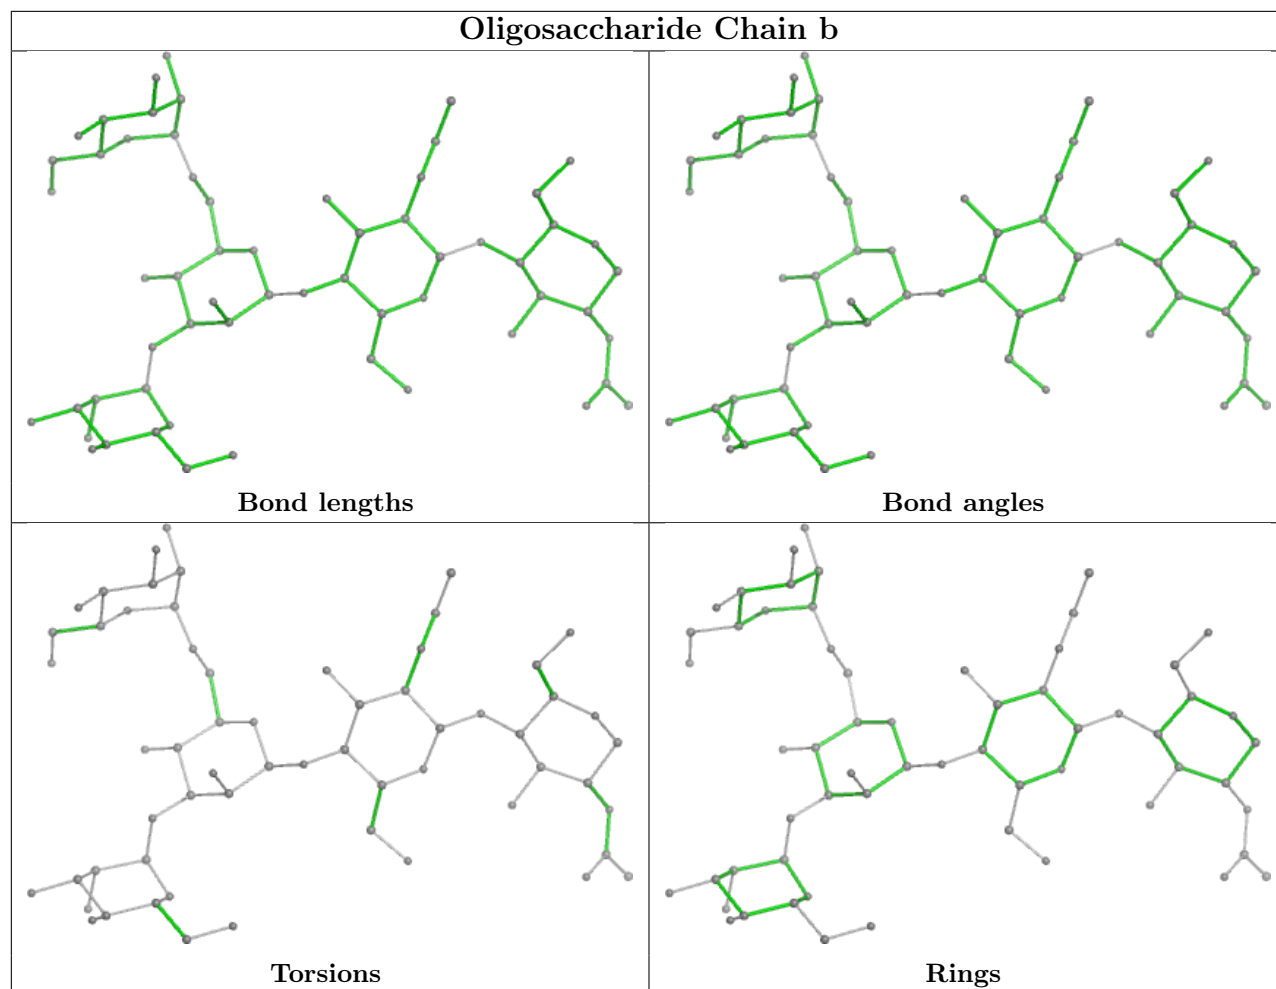 Oligosaccharide Chain b
Bond lengths
Bond angles
Torsions
Rings